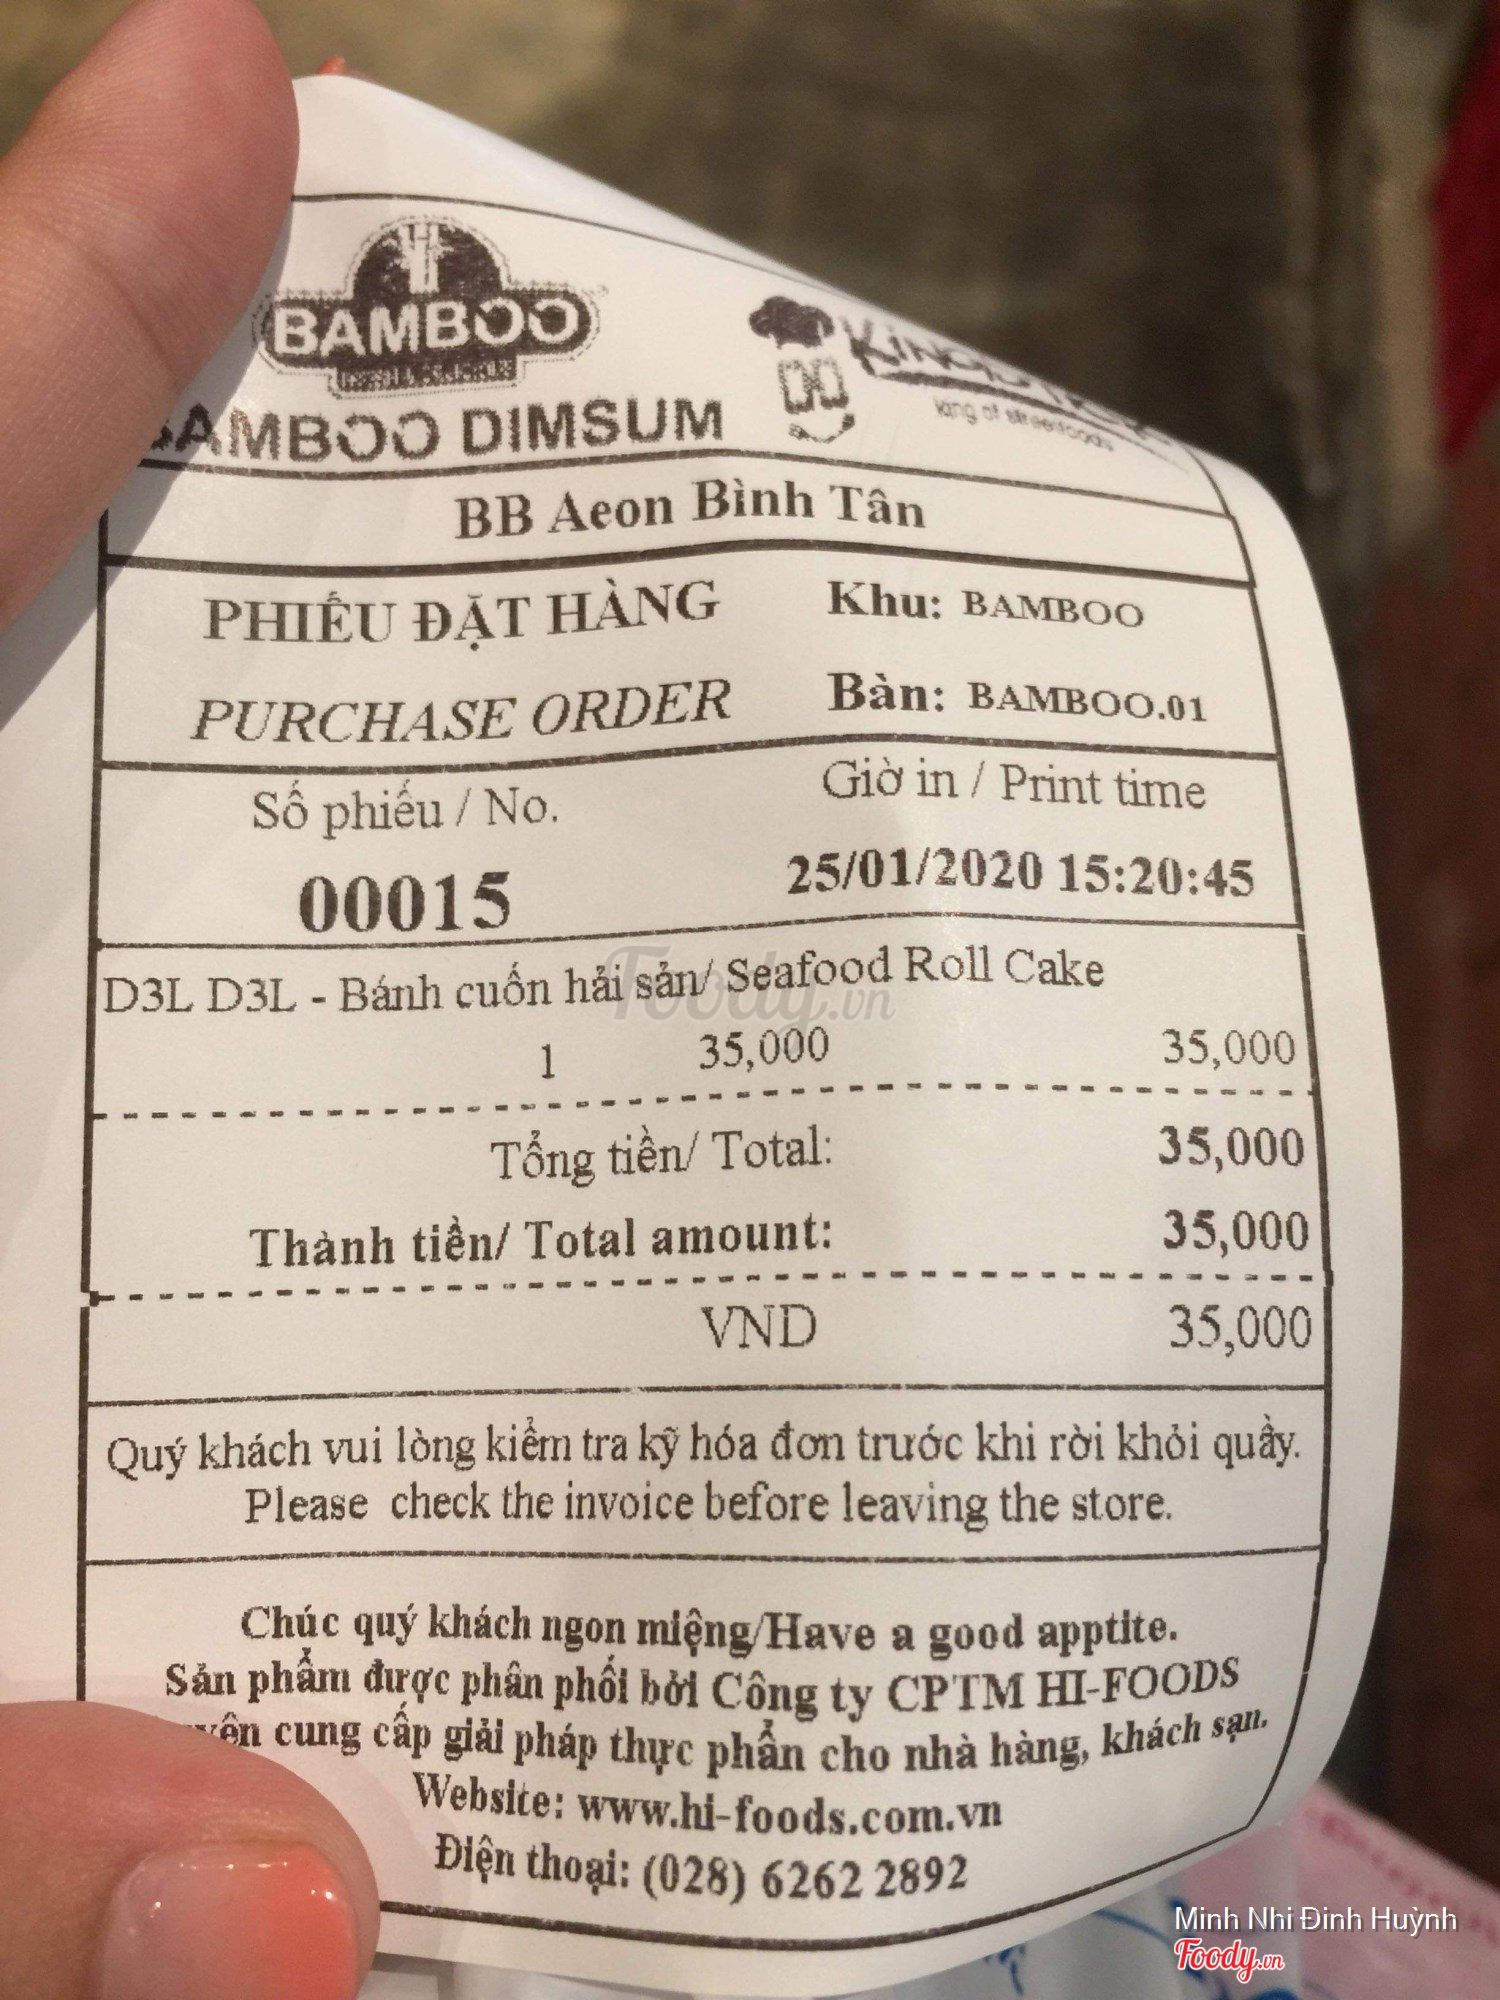 BAMBOO
BAMBOO DIMSUM
king of streetfoods
BB Aeon Bình Tân
PHIẾU ĐẶT HÀNG
Khu: BAMBOO
PURCHASE ORDER
Bàn: BAMBOO.01
Số phiếu / No.
Giờ in / Print time
00015
25/01/2020 15:20:45
D3L D3L - Bánh cuốn hải sản/ Seafood Roll Cake
1 35,000 35,000
Tổng tiền/ Total: 35,000
Thành tiền/ Total amount: 35,000
VND 35,000
Quý khách vui lòng kiểm tra kỹ hóa đơn trước khi rời khỏi quầy.
Please check the invoice before leaving the store.
Chúc quý khách ngon miệng/Have a good apptite.
Sản phẩm được phân phối bởi Công ty CPTM HI-FOODS
cung cấp giải pháp thực phẩn cho nhà hàng, khách sạn.
Website: www.hi-foods.com.vn
Điện thoại: (028) 6262 2892
Foody.vn
Minh Nhi Đinh Huỳnh
Foody.vn